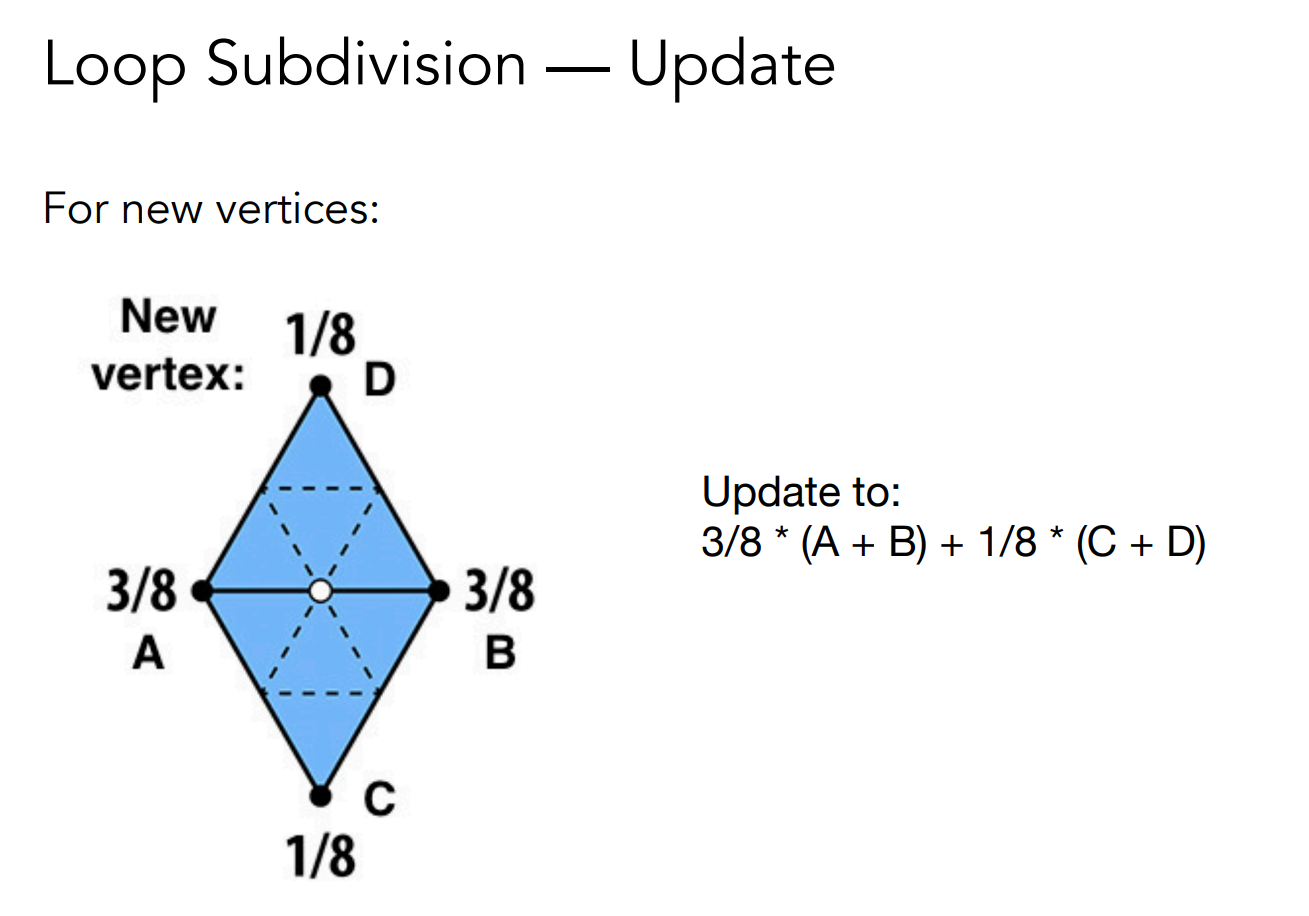 Loop Subdivision — Update
For new vertices:
New
vertex:
1/8
D
3/8
A
3/8
B
C
1/8
Update to:
3/8 * (A + B) + 1/8 * (C + D)